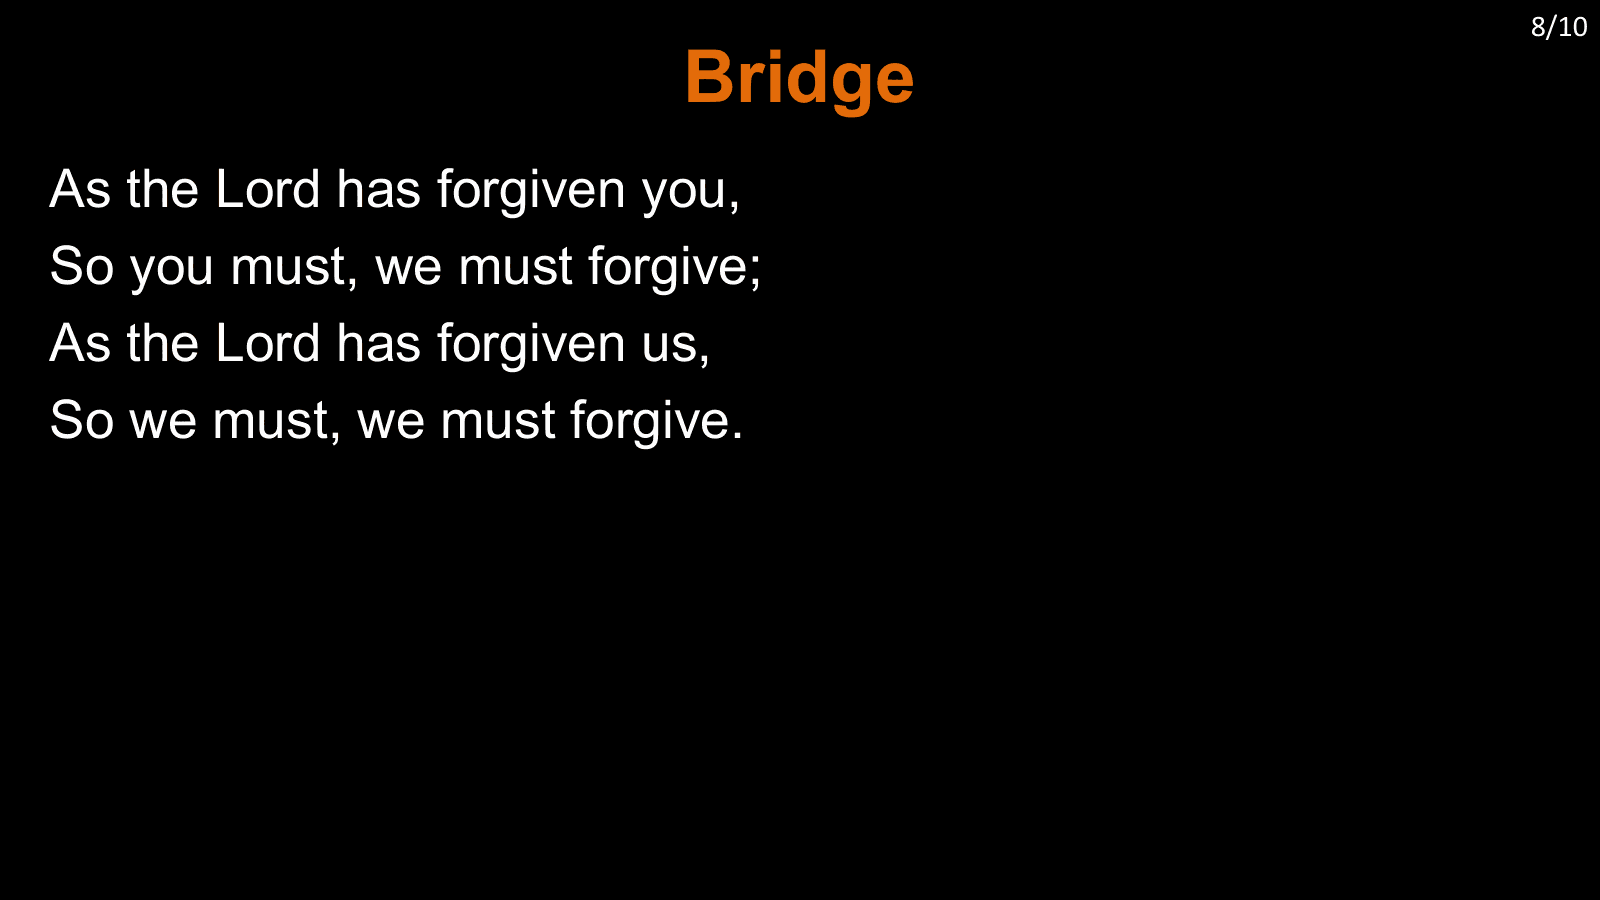 8/10
Bridge
As the Lord has forgiven you,
So you must, we must forgive;
As the Lord has forgiven us,
So we must, we must forgive.